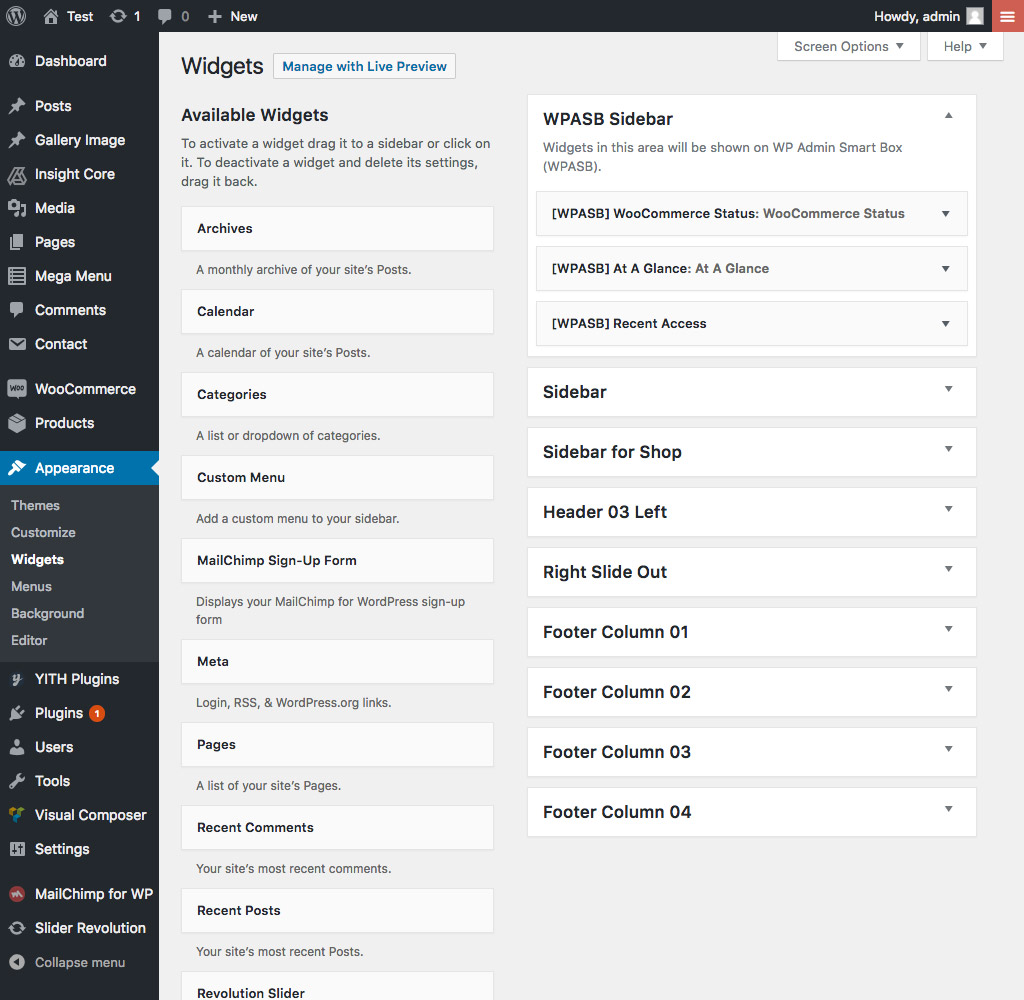 Test
1
0
New
Howdy, admin
Dashboard
Posts
Gallery Image
Insight Core
Media
Pages
Mega Menu
Comments
Contact
WOO
WooCommerce
Products
Appearance
Themes
Customize
Widgets
Menus
Background
Editor
YITH Plugins
Plugins 1
Users
Tools
Visual Composer
Settings
MailChimp for WP
Slider Revolution
Collapse menu
Screen Options
Help
Widgets
Manage with Live Preview
Available Widgets
To activate a widget drag it to a sidebar or click on
it. To deactivate a widget and delete its settings,
drag it back.
Archives
A monthly archive of your site’s Posts.
Calendar
A calendar of your site’s Posts.
Categories
A list or dropdown of categories.
Custom Menu
Add a custom menu to your sidebar.
MailChimp Sign-Up Form
Displays your MailChimp for WordPress sign-up
form
Meta
Login, RSS, & WordPress.org links.
Pages
A list of your site’s Pages.
Recent Comments
Your site’s most recent comments.
Recent Posts
Your site’s most recent Posts.
Revolution Slider
WPASB Sidebar
Widgets in this area will be shown on WP Admin Smart Box
(WPASB).
[WPASB] WooCommerce Status: WooCommerce Status
[WPASB] At A Glance: At A Glance
[WPASB] Recent Access
Sidebar
Sidebar for Shop
Header 03 Left
Right Slide Out
Footer Column 01
Footer Column 02
Footer Column 03
Footer Column 04